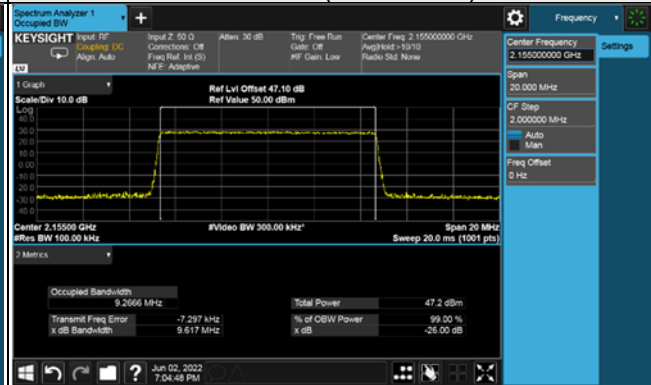 Spectrum Analyzer 1
Occupied BW
+
Frequency
KEYSIGHT
Input: RF
Coupling: DC
Align: Auto
Input Z: 50 Ω
Corrections: Off
Freq Ref: Int (S)
NFE: Adaptive
Atten: 36 dB
Trig: Free Run
Gate: Off
#IF Gain: Low
Center Freq: 2.155000000 GHz
Avg|Hold:>10/10
Radio Std: None
Center Frequency
2.155000000 GHz
Settings
Span
20.000 MHz
CF Step
2.000000 MHz
Auto
Man
Freq Offset
0 Hz
1 Graph
Scale/Div 10.0 dB
Ref Lvl Offset 47.10 dB
Ref Value 50.00 dBm
Log
40.0
30.0
20.0
10.0
0.00
-10.0
-20.0
-30.0
-40.0
Center 2.15500 GHz
#Res BW 100.00 kHz
#Video BW 300.00 kHz*
Span 20 MHz
Sweep 20.0 ms (1001 pts)
2 Metrics
Occupied Bandwidth
9.2666 MHz
Total Power 47.2 dBm
Transmit Freq Error -7.297 kHz
% of OBW Power 99.00 %
x dB Bandwidth 9.617 MHz
x dB -26.00 dB
?
Jun 02, 2022
7:04:48 PM